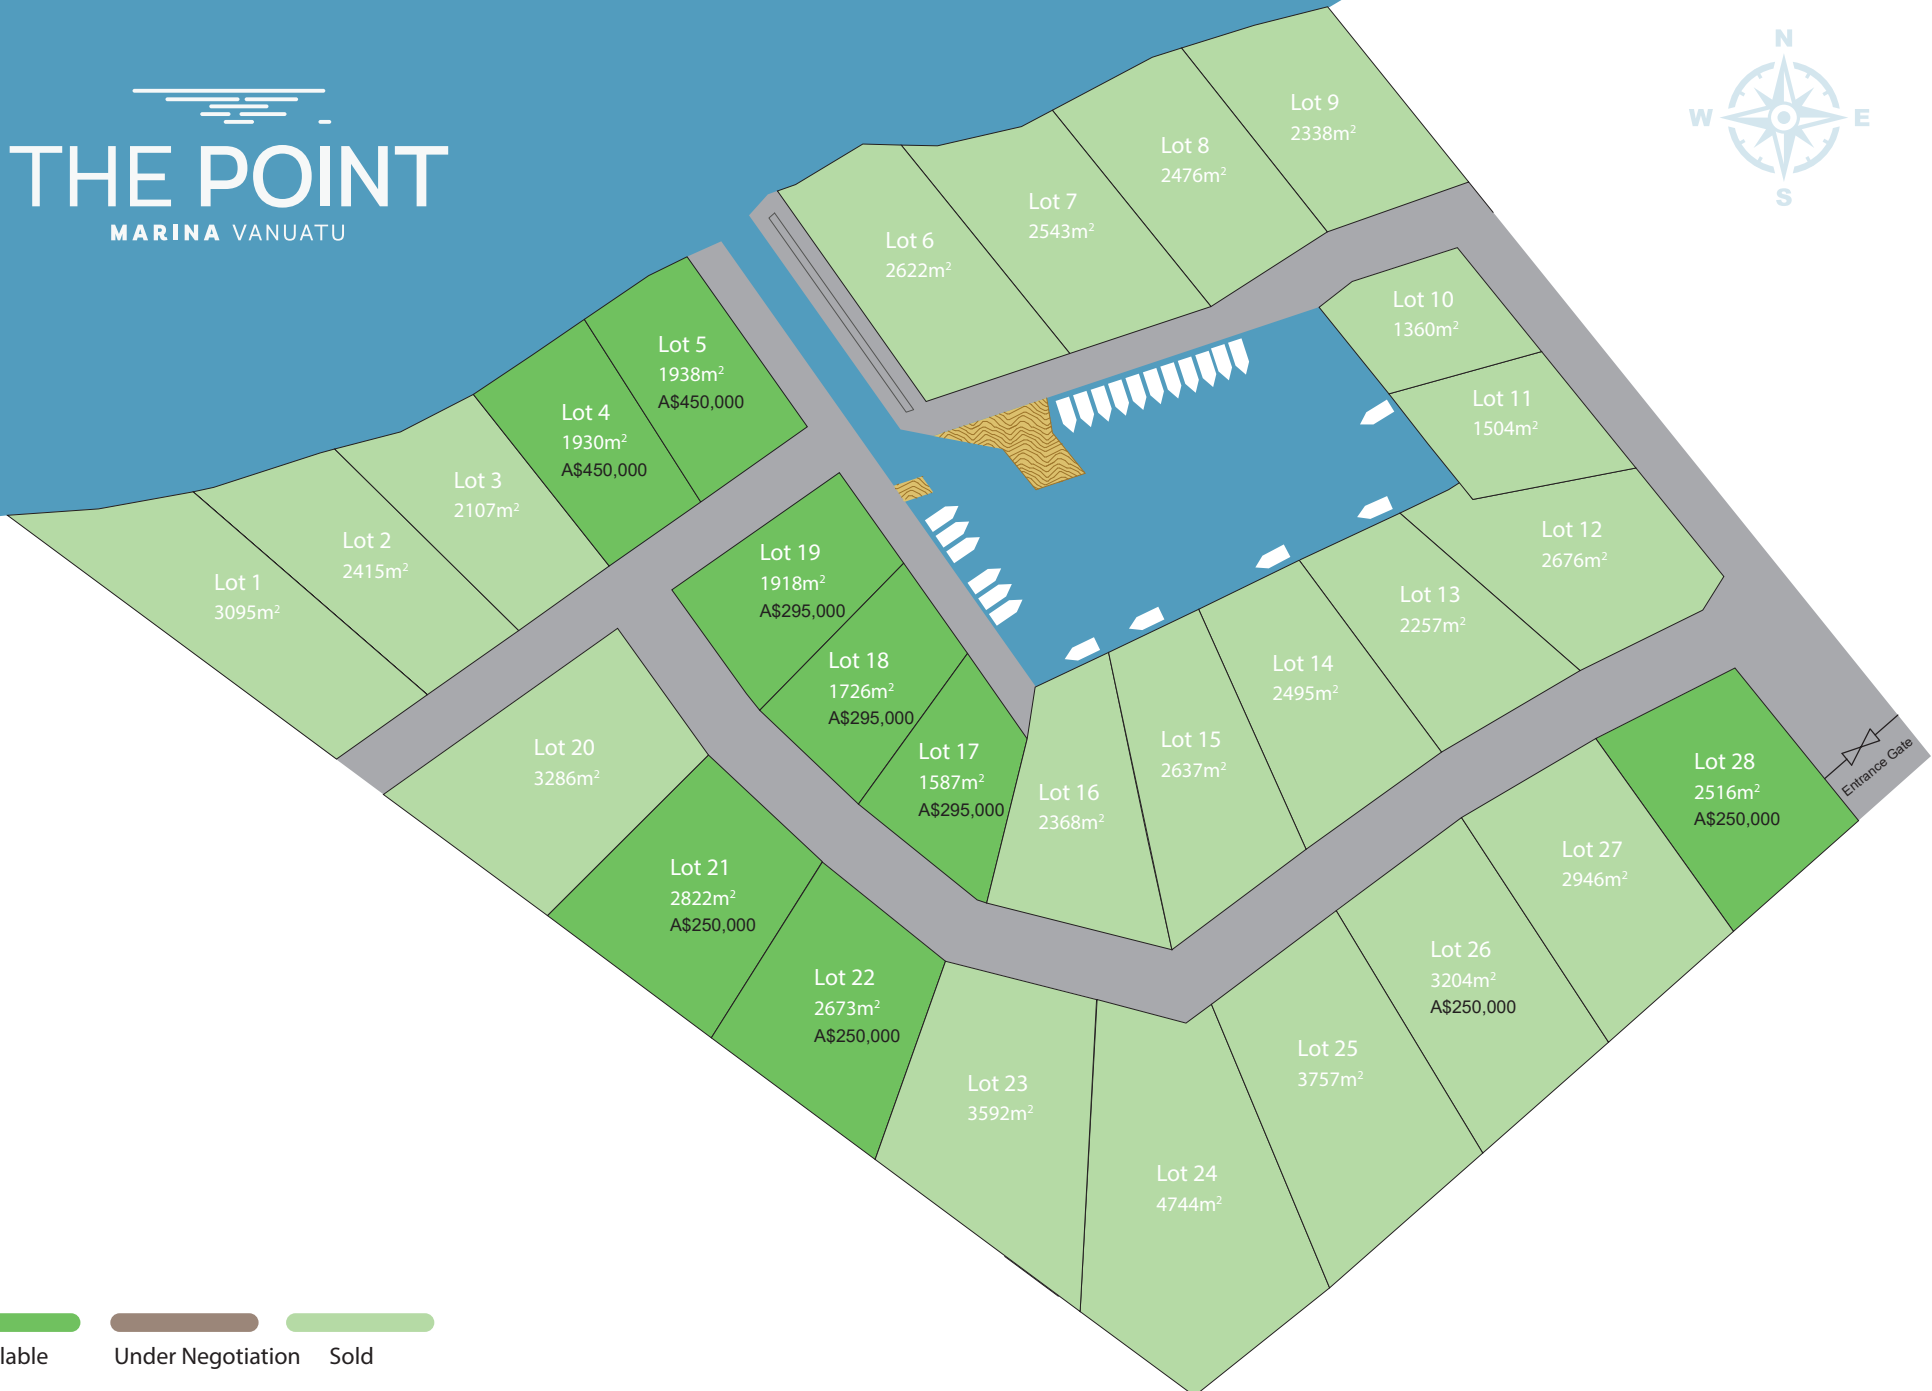 THE POINT
MARINA VANUATU
N
W
E
S
Lot 1
3095m²
Lot 2
2415m²
Lot 3
2107m²
Lot 4
1930m²
A$450,000
Lot 5
1938m²
A$450,000
Lot 6
2622m²
Lot 7
2543m²
Lot 8
2476m²
Lot 9
2338m²
Lot 10
1360m²
Lot 11
1504m²
Lot 12
2676m²
Lot 13
2257m²
Lot 14
2495m²
Lot 15
2637m²
Lot 16
2368m²
Lot 17
1587m²
A$295,000
Lot 18
1726m²
A$295,000
Lot 19
1918m²
A$295,000
Lot 20
3286m²
Lot 21
2822m²
A$250,000
Lot 22
2673m²
A$250,000
Lot 23
3592m²
Lot 24
4744m²
Lot 25
3757m²
Lot 26
3204m²
A$250,000
Lot 27
2946m²
Lot 28
2516m²
A$250,000
Entrance Gate
lable
Under Negotiation
Sold